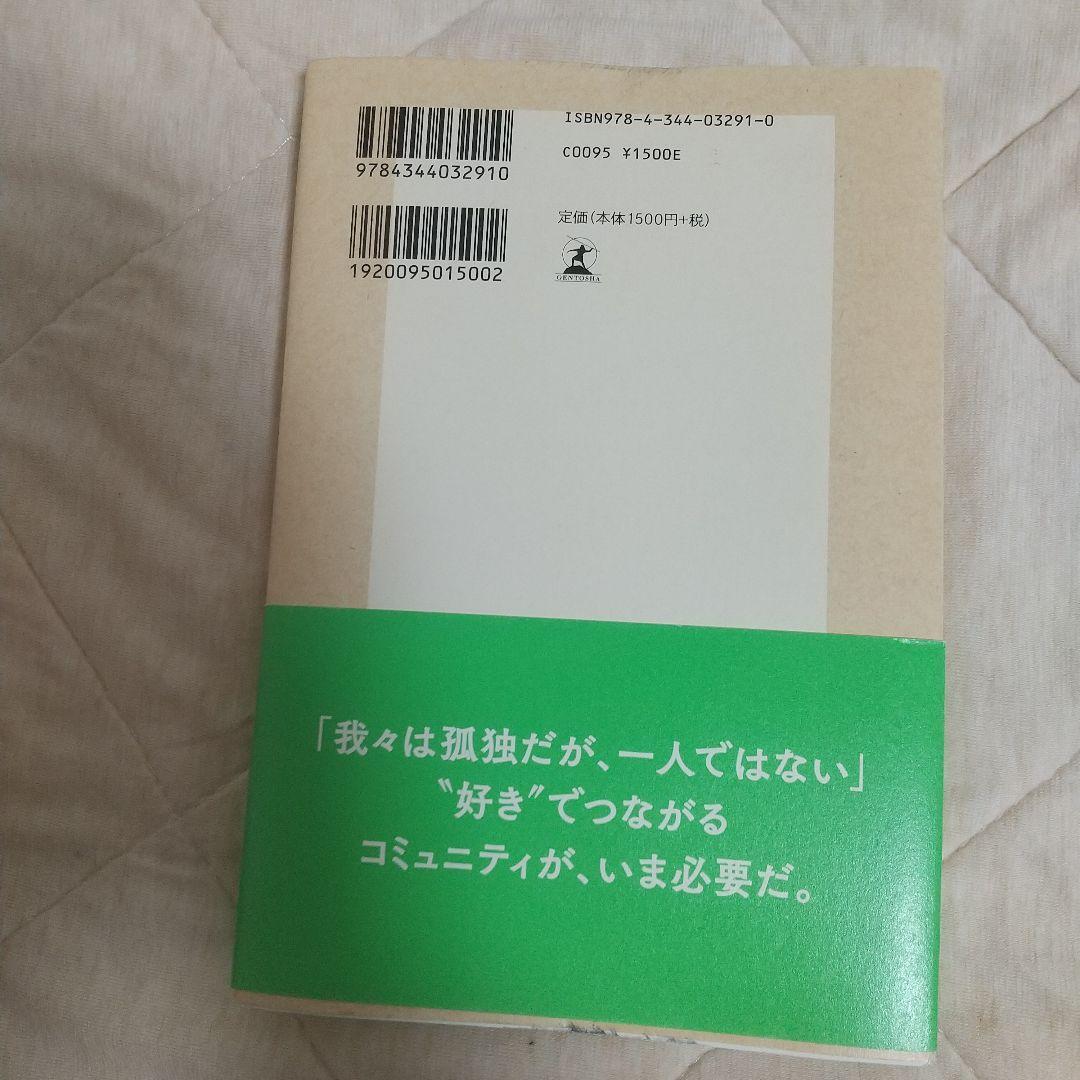 ISBN978-4-344-03291-0
C0095 ¥1500E
9784344032910
定価(本体1500円+税)
1920095015002
GENTOSHA
「我々は孤独だが、一人ではない」
〝好き〟でつながる
コミュニティが、いま必要だ。